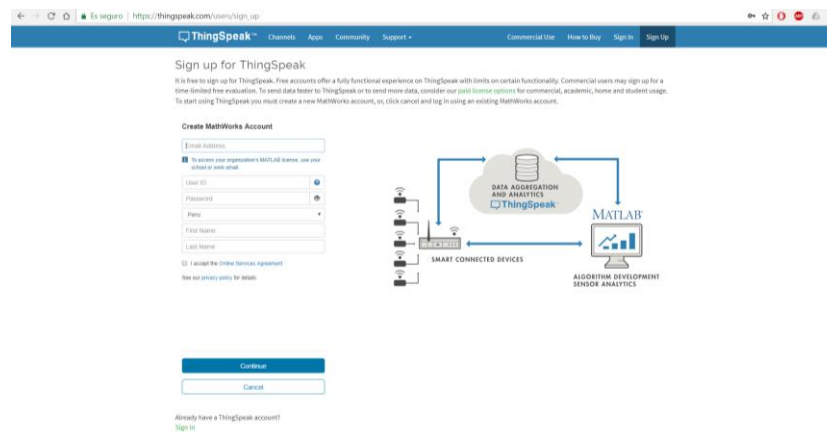 Es seguro | https://thingspeak.com/users/sign_up
ThingSpeak™ Channels Apps Community Support Commercial Use How to Buy Sign In Sign Up
Sign up for ThingSpeak
It is free to sign up for ThingSpeak. Free accounts offer a fully functional experience on ThingSpeak with limits on certain functionality. Commercial users may sign up for a
time-limited free evaluation. To send data faster to ThingSpeak or to send more data, consider our paid license options for commercial, academic, home and student usage.
To start using ThingSpeak you must create a new MathWorks account, or, click cancel and log in using an existing MathWorks account.
Create MathWorks Account
Email Address
To access your organization's MATLAB license, use your
school or work email.
User ID
Password
Peru
First Name
Last Name
I accept the Online Services Agreement
See our privacy policy for details.
Continue
Cancel
Already have a ThingSpeak account?
Sign In
DATA AGGREGATION
AND ANALYTICS
ThingSpeak
MATLAB
SMART CONNECTED DEVICES
ALGORITHM DEVELOPMENT
SENSOR ANALYTICS